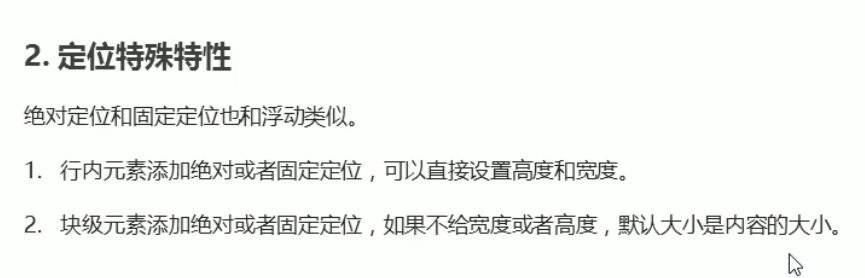 2. 定位特殊特性
绝对定位和固定定位也和浮动类似。
1. 行内元素添加绝对或者固定定位，可以直接设置高度和宽度。
2. 块级元素添加绝对或者固定定位，如果不给宽度或者高度，默认大小是内容的大小。